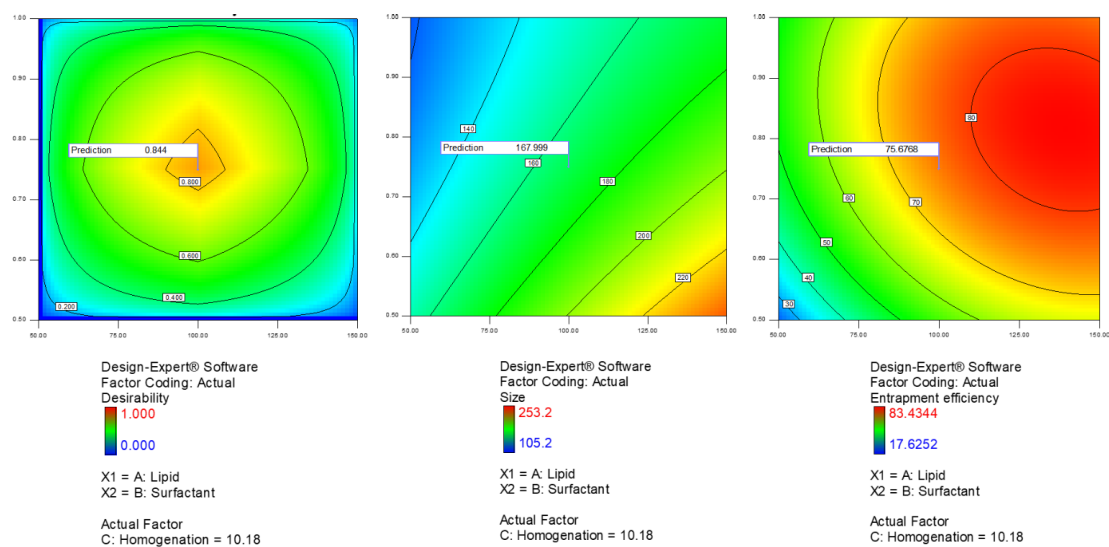 1.00
0.90
0.80
0.70
0.60
0.50
50.00
75.00
100.00
125.00
150.00
Prediction 0.844
0.800
0.600
0.400
0.200
Design-Expert® Software
Factor Coding: Actual
Desirability
1.000
0.000
X1 = A: Lipid
X2 = B: Surfactant
Actual Factor
C: Homogenation = 10.18
1.00
0.90
0.80
0.70
0.60
0.50
50.00
75.00
100.00
125.00
150.00
140
Prediction 167.999
160
180
200
220
Design-Expert® Software
Factor Coding: Actual
Size
253.2
105.2
X1 = A: Lipid
X2 = B: Surfactant
Actual Factor
C: Homogenation = 10.18
1.00
0.90
0.80
0.70
0.60
0.50
50.00
75.00
100.00
125.00
150.00
80
Prediction 75.6768
60
70
50
40
30
Design-Expert® Software
Factor Coding: Actual
Entrapment efficiency
83.4344
17.6252
X1 = A: Lipid
X2 = B: Surfactant
Actual Factor
C: Homogenation = 10.18